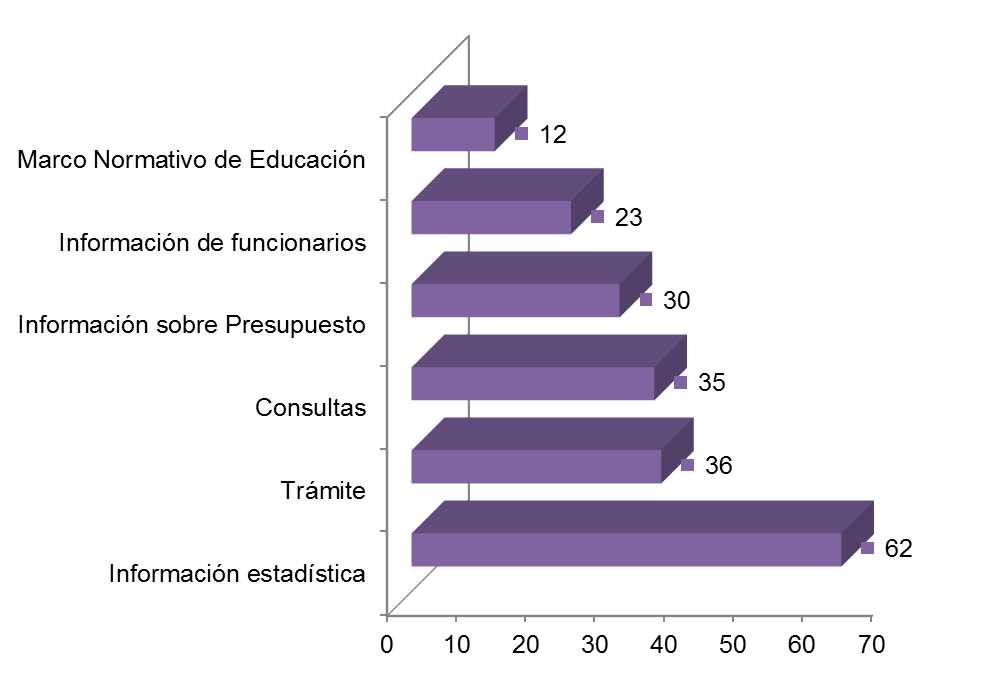 12
Marco Normativo de Educación
23
Información de funcionarios
30
Información sobre Presupuesto
35
Consultas
36
Trámite
62
Información estadística
0 10 20 30 40 50 60 70